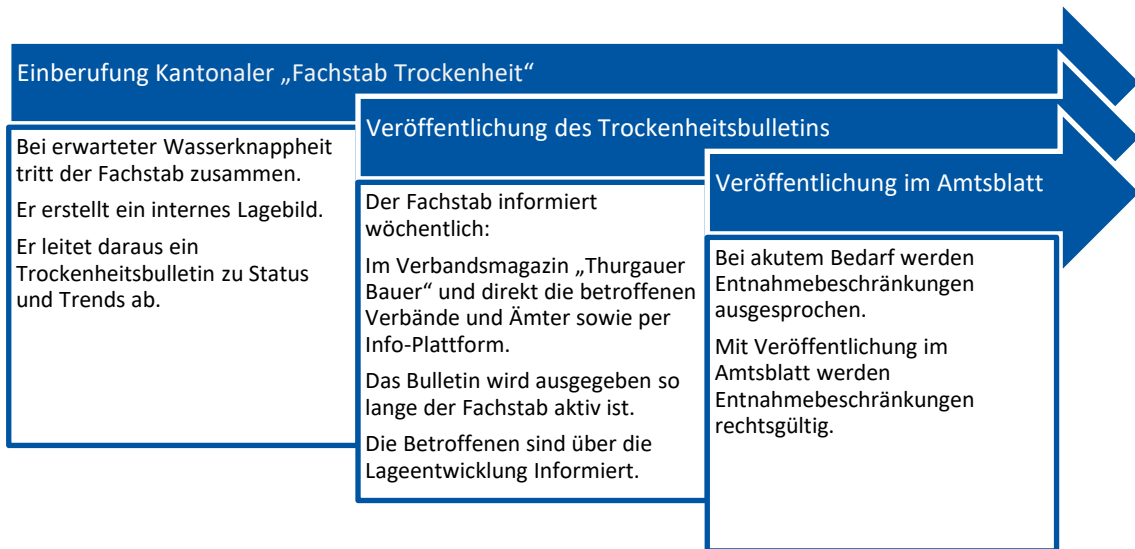 Einberufung Kantonaler „Fachstab Trockenheit“
Bei erwarteter Wasserknappheit
tritt der Fachstab zusammen.
Er erstellt ein internes Lagebild.
Er leitet daraus ein
Trockenheitsbulletin zu Status
und Trends ab.
Veröffentlichung des Trockenheitsbulletins
Der Fachstab informiert
wöchentlich:
Im Verbandsmagazin „Thurgauer
Bauer“ und direkt die betroffenen
Verbände und Ämter sowie per
Info-Plattform.
Das Bulletin wird ausgegeben so
lange der Fachstab aktiv ist.
Die Betroffenen sind über die
Lageentwicklung Informiert.
Veröffentlichung im Amtsblatt
Bei akutem Bedarf werden
Entnahmebeschränkungen
ausgesprochen.
Mit Veröffentlichung im
Amtsblatt werden
Entnahmebeschränkungen
rechtsgültig.